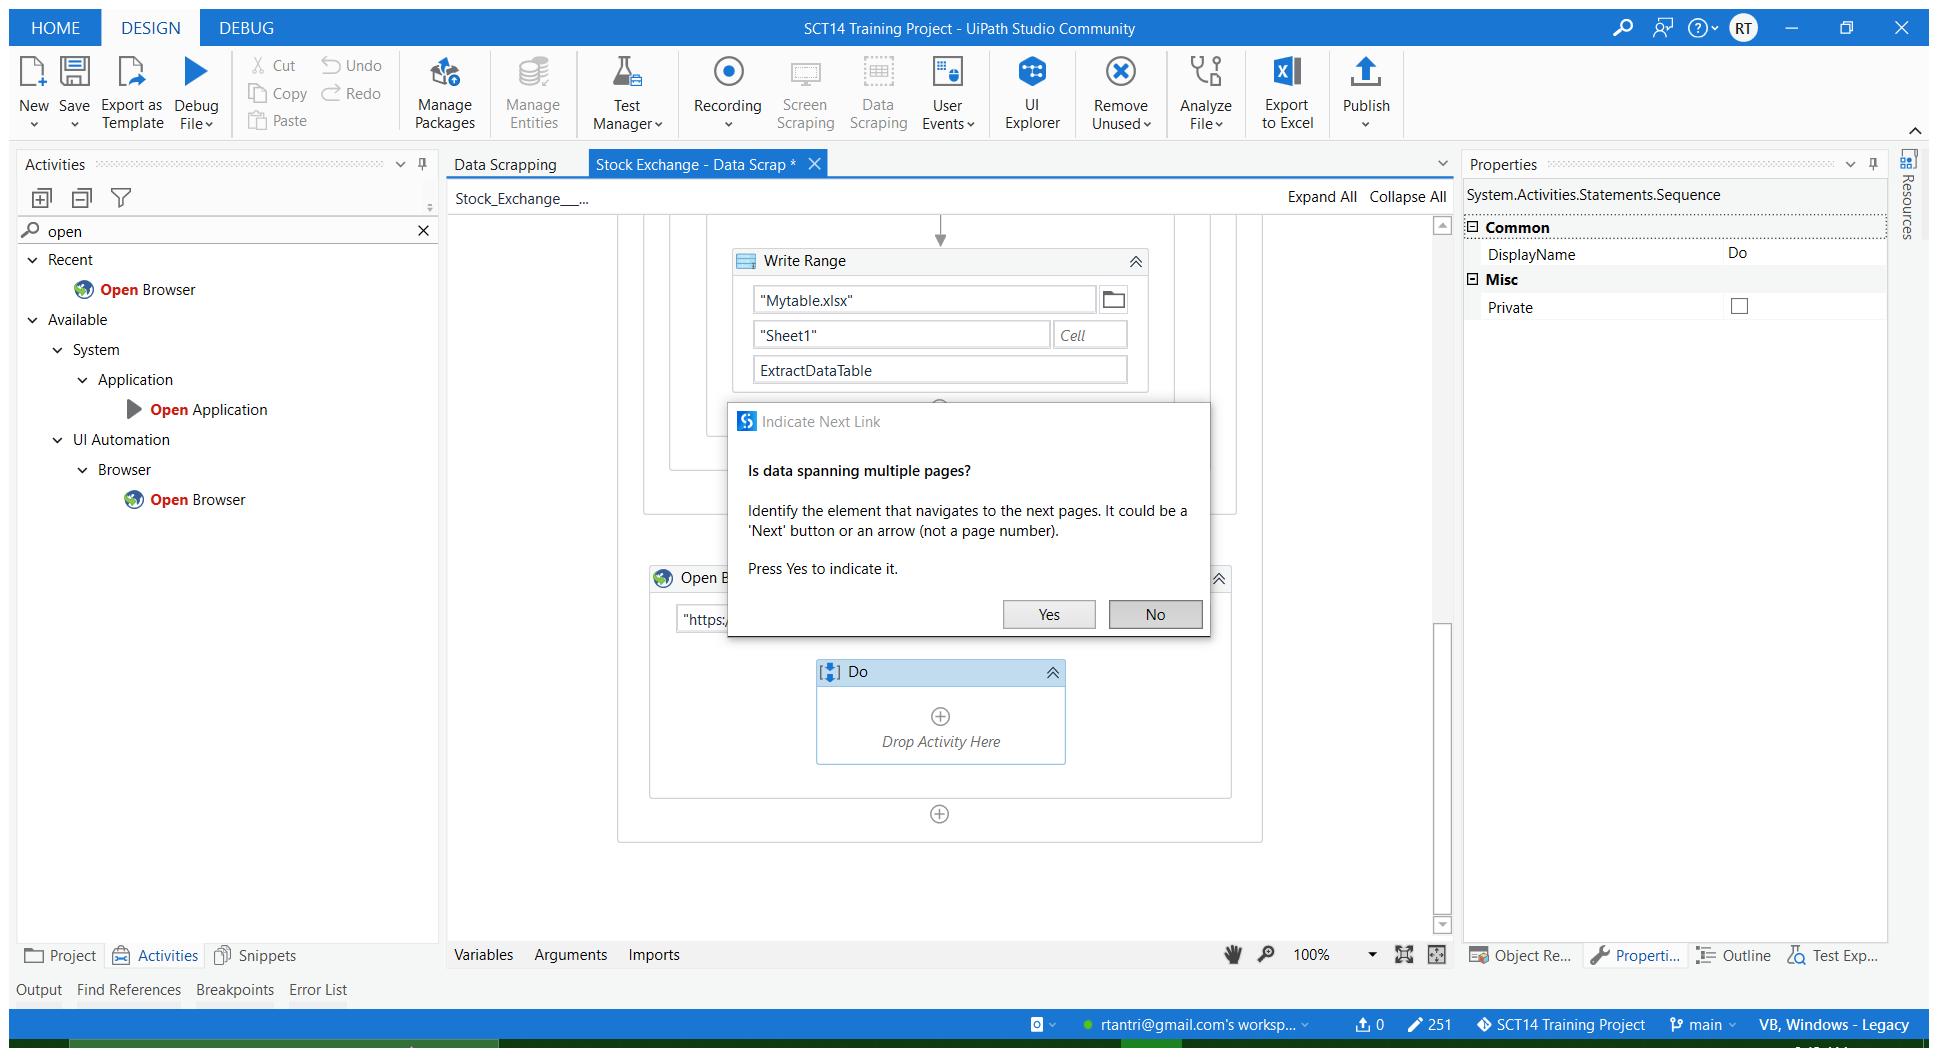 HOME DESIGN DEBUG SCT14 Training Project - UiPath Studio Community RT
New Save Export as Template Debug File Cut Copy Paste Undo Redo Manage Packages Manage Entities Test Manager Recording Screen Scraping Data Scraping User Events UI Explorer Remove Unused Analyze File Export to Excel Publish
Activities
open
Recent
Open Browser
Available
System
Application
Open Application
UI Automation
Browser
Open Browser
Data Scrapping Stock Exchange - Data Scrap *
Stock_Exchange___... Expand All Collapse All
Write Range
"Mytable.xlsx"
"Sheet1" Cell
ExtractDataTable
Indicate Next Link
Is data spanning multiple pages?
Identify the element that navigates to the next pages. It could be a
'Next' button or an arrow (not a page number).
Press Yes to indicate it.
Yes No
Open B
"https:/
Do
Drop Activity Here
Properties
System.Activities.Statements.Sequence
Common
DisplayName Do
Misc
Private
Resources
Project Activities Snippets
Variables Arguments Imports 100%
Object Re... Properti... Outline Test Exp...
Output Find References Breakpoints Error List
rtantri@gmail.com's worksp... 0 251 SCT14 Training Project main VB, Windows - Legacy